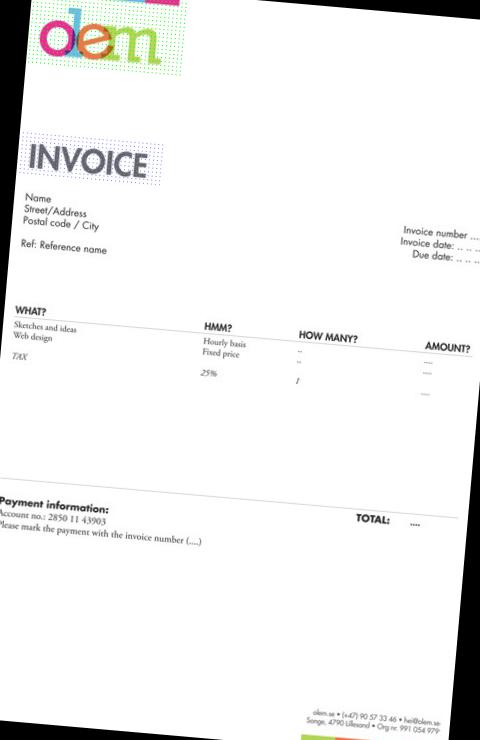 olem
INVOICE
Name
Street/Address
Postal code / City
Ref: Reference name
Invoice number ....
Invoice date: .. .. ..
Due date: .. .. ..
WHAT? HMM? HOW MANY? AMOUNT?
Sketches and ideas Hourly basis .. ....
Web design Fixed price .. ....
TAX 25% 1 ....
Payment information: TOTAL: ....
Account no.: 2850 11 43903
Please mark the payment with the invoice number (....)
olem.se • (+47) 90 57 33 46 • hei@olem.se
Songe, 4790 Lillesand • Org nr. 991 054 979